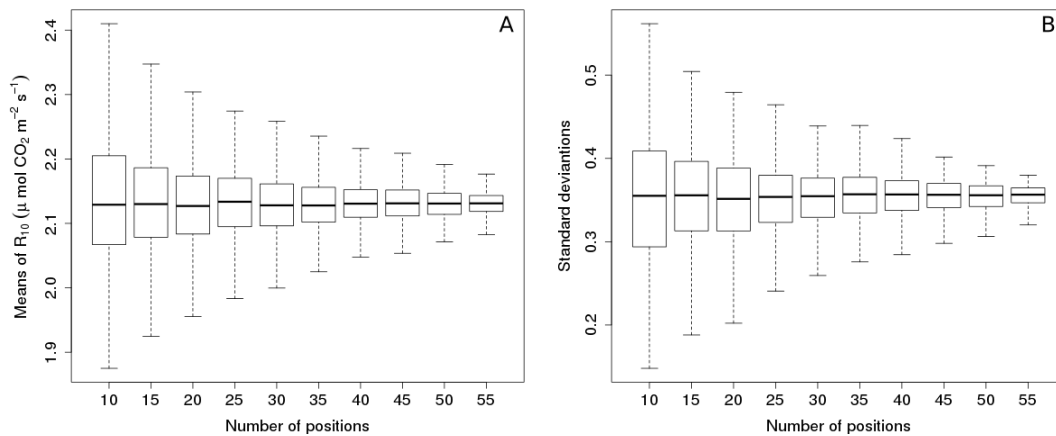 A
Means of R10 (μ mol CO2 m−2 s−1)
2.4
2.3
2.2
2.1
2.0
1.9
10 15 20 25 30 35 40 45 50 55
Number of positions
B
Standard deviantions
0.5
0.4
0.3
0.2
10 15 20 25 30 35 40 45 50 55
Number of positions